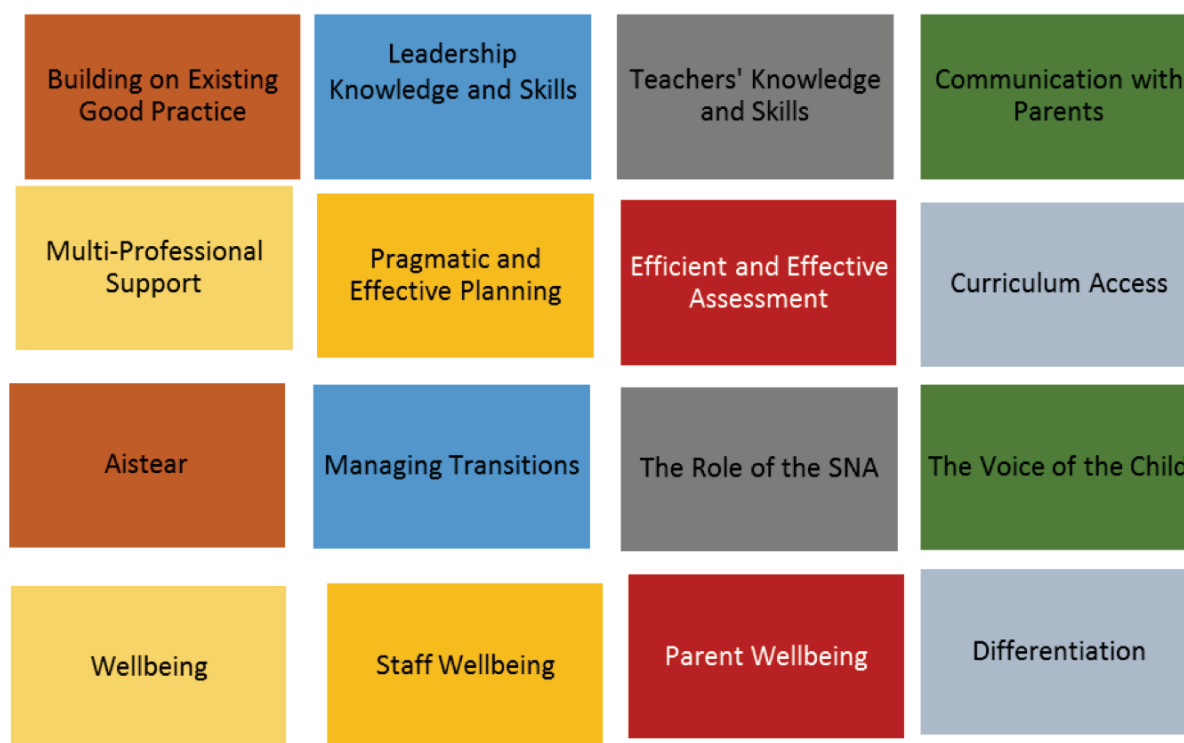 Building on Existing
Good Practice
Leadership
Knowledge and Skills
Teachers' Knowledge
and Skills
Communication with
Parents
Multi-Professional
Support
Pragmatic and
Effective Planning
Efficient and Effective
Assessment
Curriculum Access
Aistear
Managing Transitions
The Role of the SNA
The Voice of the Child
Wellbeing
Staff Wellbeing
Parent Wellbeing
Differentiation